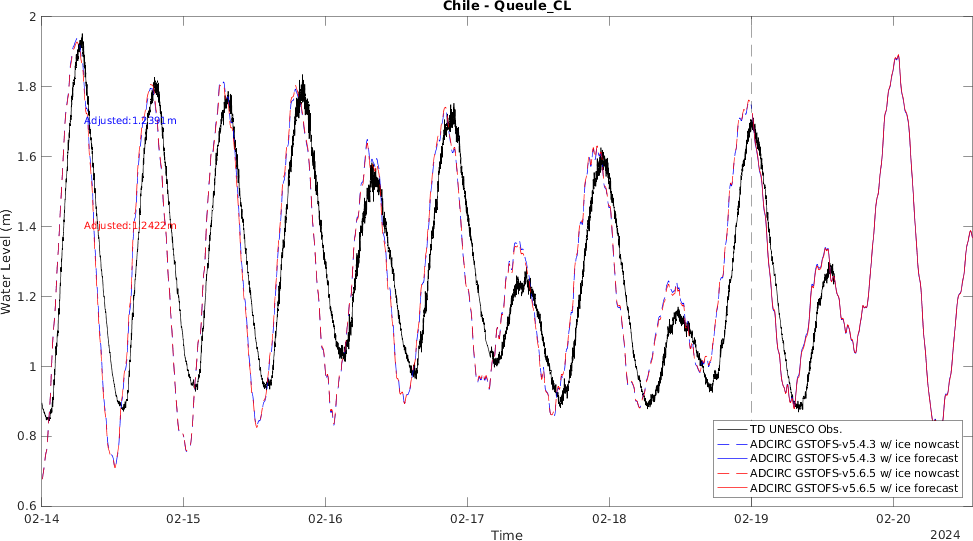 Chile - Queule_CL
Water Level (m)
2
1.8
1.6
1.4
1.2
1
0.8
0.6
Adjusted:1.2391m
Adjusted:1.2422m
TD UNESCO Obs.
ADCIRC GSTOFS-v5.4.3 w/ ice nowcast
ADCIRC GSTOFS-v5.4.3 w/ ice forecast
ADCIRC GSTOFS-v5.6.5 w/ ice nowcast
ADCIRC GSTOFS-v5.6.5 w/ ice forecast
02-14 02-15 02-16 02-17 02-18 02-19 02-20
Time
2024